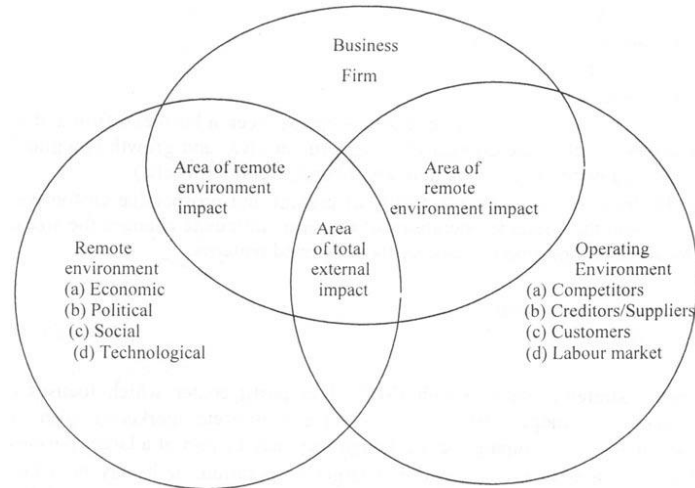 Business
Firm
Area of remote
environment
impact
Area of
remote
environment impact
Area
of total
external
impact
Remote
environment
(a) Economic
(b) Political
(c) Social
(d) Technological
Operating
Environment
(a) Competitors
(b) Creditors/Suppliers
(c) Customers
(d) Labour market